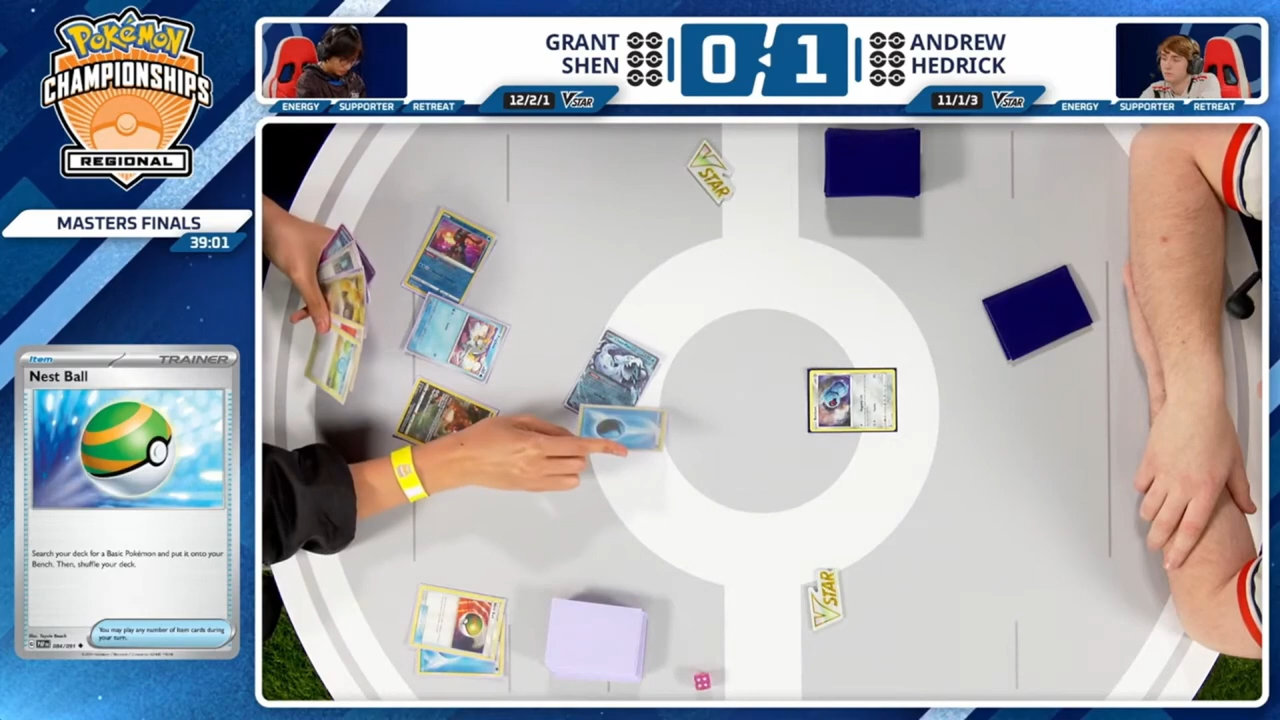 POKéMON
CHAMPIONSHIPS
REGIONAL
MASTERS FINALS
39:01
GRANT
SHEN
0
1
ANDREW
HEDRICK
ENERGY
SUPPORTER
RETREAT
12/2/1
VSTAR
11/1/3
VSTAR
ENERGY
SUPPORTER
RETREAT
VSTAR
VSTAR
Item
TRAINER
Nest Ball
Search your deck for a Basic Pokémon and put it onto your
Bench. Then, shuffle your deck.
You may play any number of Item cards during
your turn.